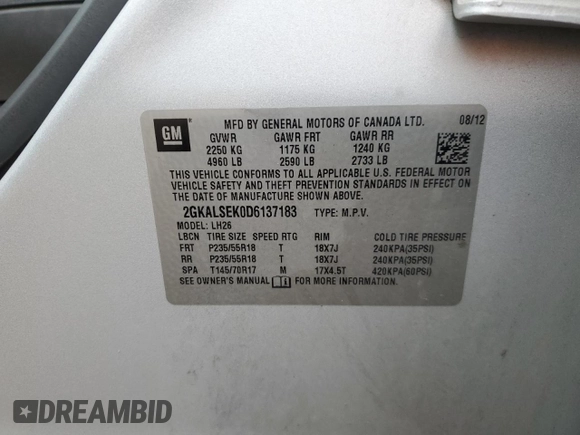 GM
MFD BY GENERAL MOTORS OF CANADA LTD. 08/12
GVWR GAWR FRT GAWR RR
2250 KG 1175 KG 1240 KG
4960 LB 2590 LB 2733 LB
THIS VEHICLE CONFORMS TO ALL APPLICABLE U.S. FEDERAL MOTOR
VEHICLE SAFETY AND THEFT PREVENTION STANDARDS IN EFFECT ON
THE DATE OF MANUFACTURE SHOWN ABOVE.
2GKALSEK0D6137183 TYPE: M.P.V.
MODEL: LH26
LBCN TIRE SIZE SPEED RTG RIM COLD TIRE PRESSURE
FRT P235/55R18 T 18X7J 240KPA(35PSI)
RR P235/55R18 T 18X7J 240KPA(35PSI)
SPA T145/70R17 M 17X4.5T 420KPA(60PSI)
SEE OWNER'S MANUAL FOR MORE INFORMATION.
DREAMBID